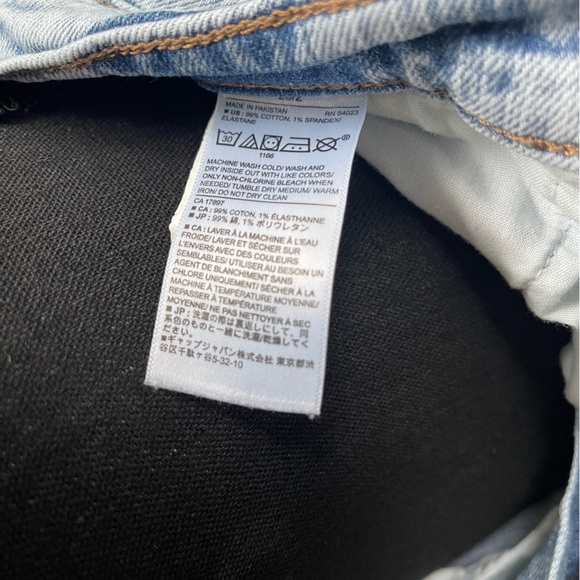 MADE IN PAKISTAN RN 54023
■ US: 99% COTTON, 1% SPANDEX/
ELASTANE
30
1166
MACHINE WASH COLD/ WASH AND
DRY INSIDE OUT WITH LIKE COLORS/
ONLY NON-CHLORINE BLEACH WHEN
NEEDED/ TUMBLE DRY MEDIUM/ WARM
IRON/ DO NOT DRY CLEAN
CA 17897
■ CA: 99% COTTON, 1% ÉLASTHANNE
■ JP: 99% 綿, 1% ポリウレタン
■ CA: LAVER À LA MACHINE À L'EAU
FROIDE/ LAVER ET SÉCHER SUR
L'ENVERS AVEC DES COULEURS
SEMBLABLES/ UTILISER AU BESOIN UN
AGENT DE BLANCHIMENT SANS
CHLORE UNIQUEMENT/ SÉCHER À LA
MACHINE À TEMPÉRATURE MOYENNE/
REPASSER À TEMPÉRATURE
MOYENNE/ NE PAS NETTOYER À SEC
■ JP: 洗濯の際は裏返しにして、同
系色のものと一緒に洗濯/乾燥してく
ださい。
■ギャップジャパン株式会社 東京都渋
谷区千駄ヶ谷5-32-10